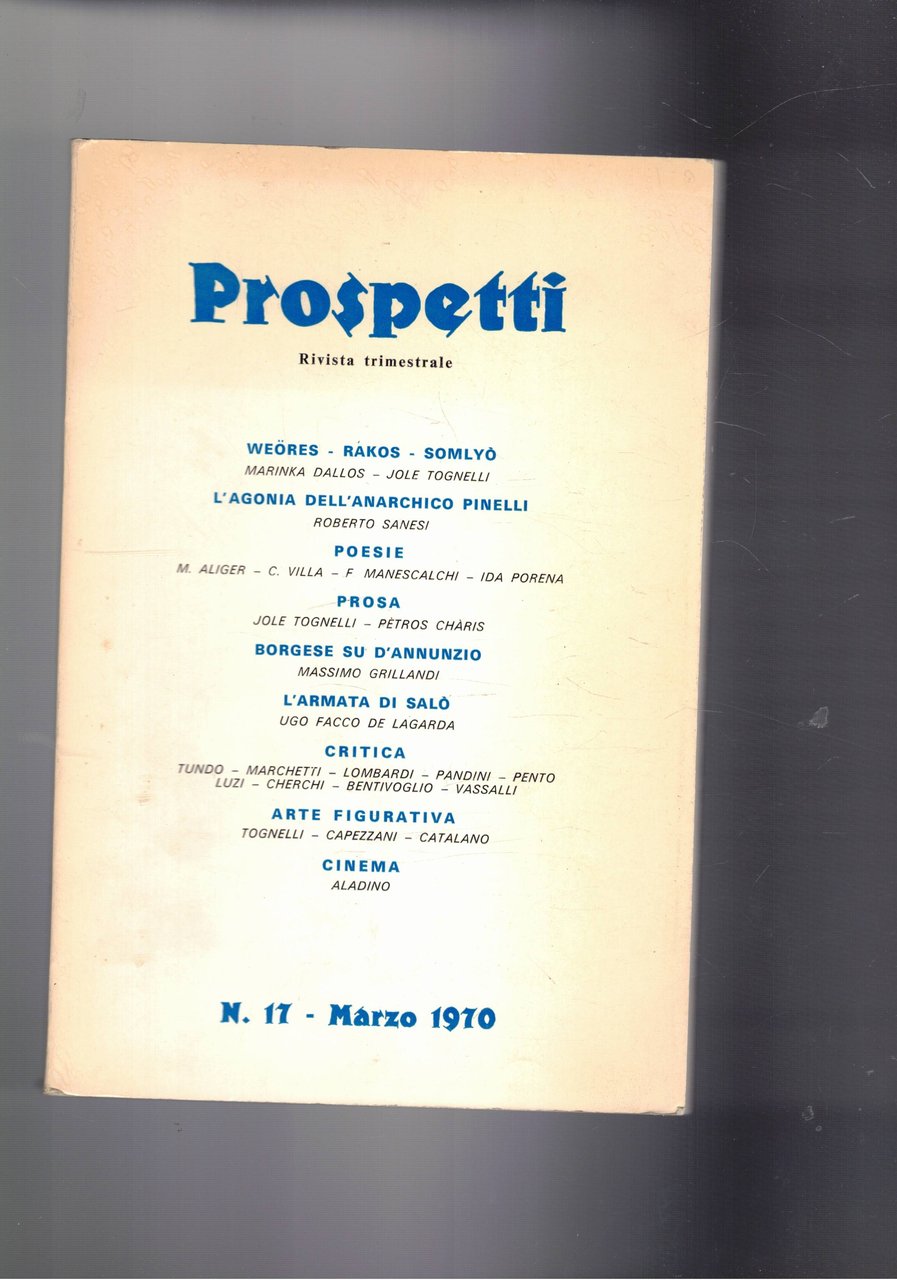 Prospetti
Rivista trimestrale
WEÖRES - RÁKOS - SOMLYÒ
MARINKA DALLOS – JOLE TOGNELLI
L'AGONIA DELL'ANARCHICO PINELLI
ROBERTO SANESI
POESIE
M. ALIGER – C. VILLA – F MANESCALCHI – IDA PORENA
PROSA
JOLE TOGNELLI – PÈTROS CHÀRIS
BORGESE SU D'ANNUNZIO
MASSIMO GRILLANDI
L'ARMATA DI SALÒ
UGO FACCO DE LAGARDA
CRITICA
TUNDO – MARCHETTI – LOMBARDI – PANDINI – PENTO
LUZI – CHERCHI – BENTIVOGLIO – VASSALLI
ARTE FIGURATIVA
TOGNELLI – CAPEZZANI – CATALANO
CINEMA
ALADINO
N. 17 - Marzo 1970